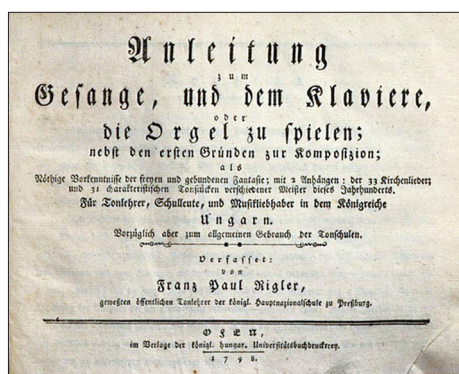 Anleitung
zum
Gesange, und dem Klaviere,
oder
die Orgel zu spielen;
nebst den ersten Gründen zur Komposizion;
als
Nöthige Vorkenntnisse der freyen und gebundenen Fantasie; mit 2 Anhängen: der 33 Kirchenlieder;
und 31 charakteristischen Tonstücken verschiedener Meister dieses Jahrhunderts.
Für Tonlehrer, Schulleute, und Musikliebhaber in dem Königreiche
Ungarn.
Vorzüglich aber zum allgemeinen Gebrauch der Tonschulen.
Verfasset:
von
Franz Paul Rigler,
geweßten öffentlichen Tonlehrer der königl. Hauptnazionalschule zu Preßburg.
OFEN,
im Verlage der königl. hungar. Universitätsbuchdruckerey.
1798.